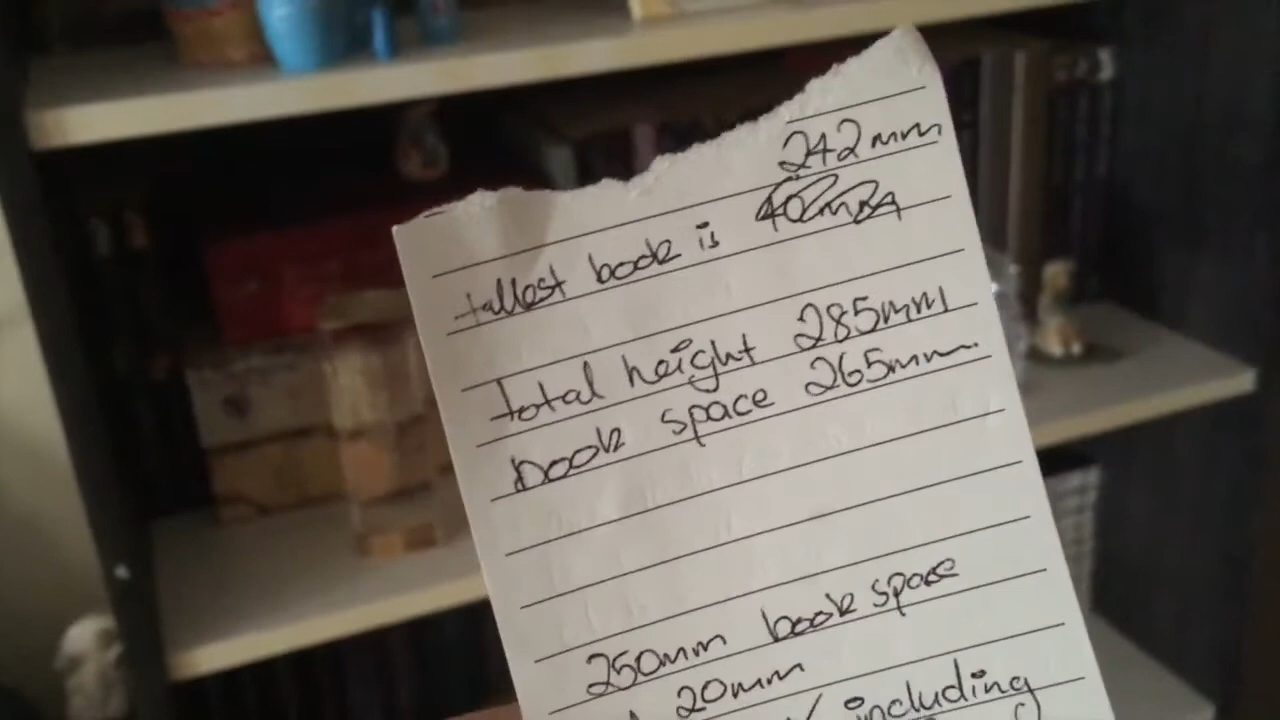 242mm
tallest book is
total height 285mm
book space 265mm.
250mm book space
20mm
including